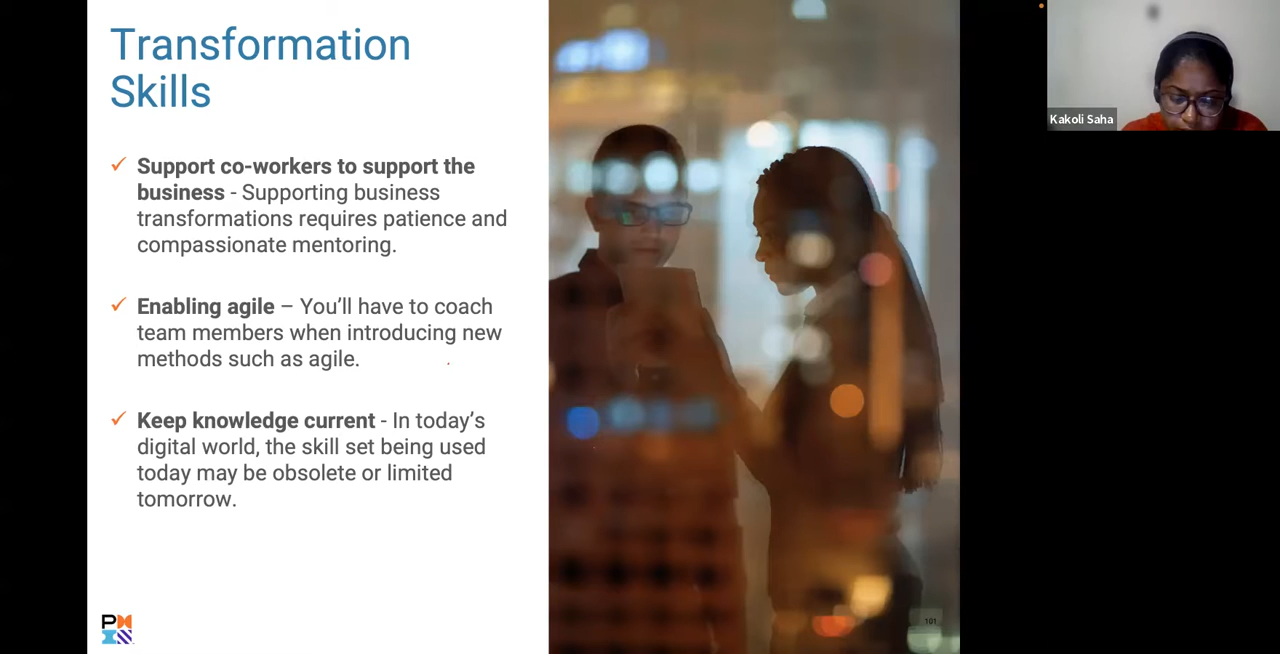 Transformation
Skills
✓ Support co-workers to support the
business - Supporting business
transformations requires patience and
compassionate mentoring.
✓ Enabling agile – You’ll have to coach
team members when introducing new
methods such as agile.
✓ Keep knowledge current - In today’s
digital world, the skill set being used
today may be obsolete or limited
tomorrow.
101
Kakoli Saha